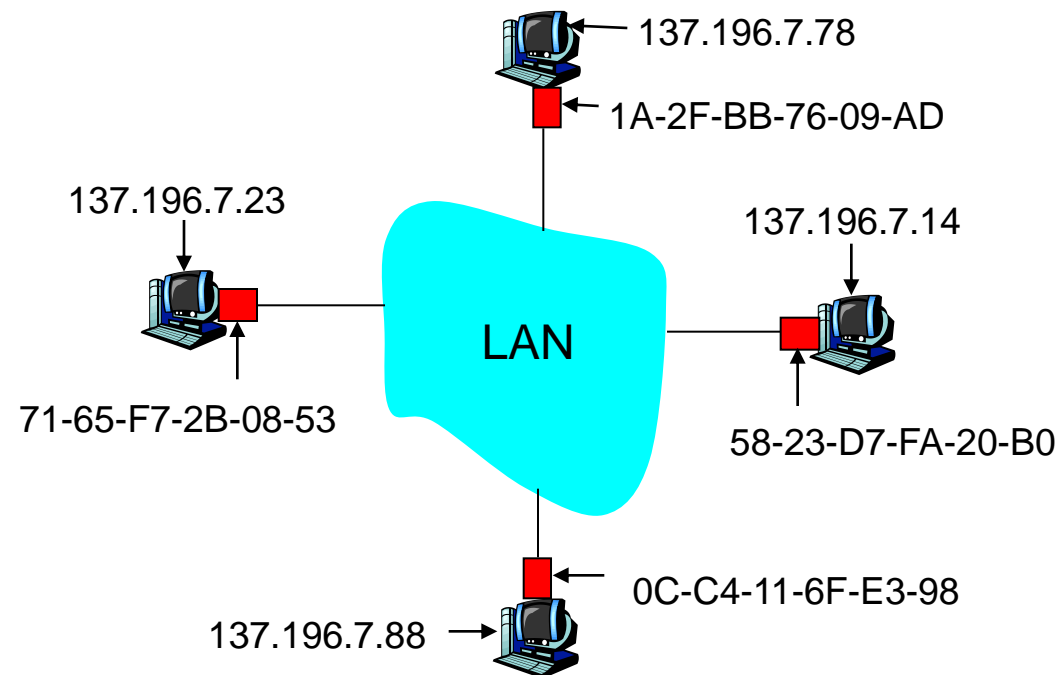 137.196.7.78
1A-2F-BB-76-09-AD
137.196.7.23
137.196.7.14
LAN
71-65-F7-2B-08-53
58-23-D7-FA-20-B0
0C-C4-11-6F-E3-98
137.196.7.88